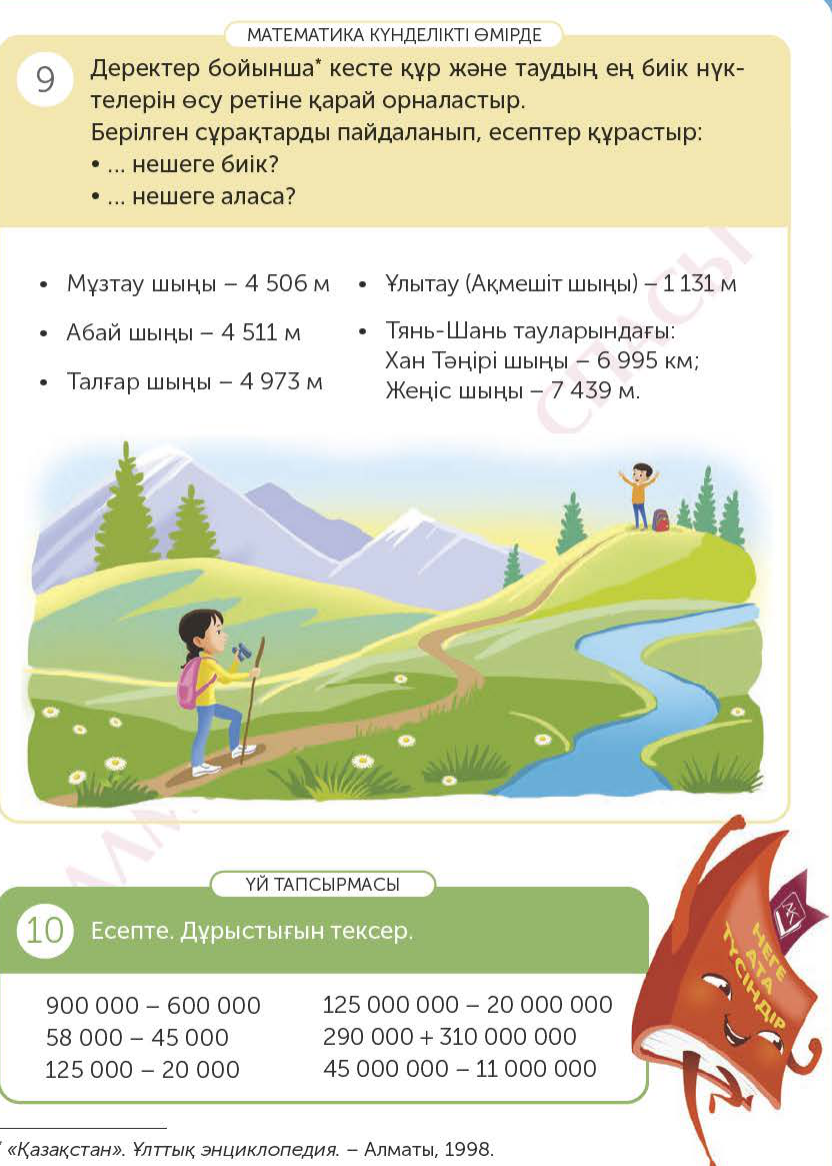 МАТЕМАТИКА КҮНДЕЛІКТІ ӨМІРДЕ
9
Деректер бойынша* кесте құр және таудың ең биік нүк-
телерін өсу ретіне қарай орналастыр.
Берілген сұрақтарды пайдаланып, есептер құрастыр:
• ... нешеге биік?
• ... нешеге аласа?
• Мұзтау шыңы – 4 506 м
• Абай шыңы – 4 511 м
• Талғар шыңы – 4 973 м
• Ұлытау (Ақмешіт шыңы) – 1 131 м
• Тянь-Шань тауларындағы:
Хан Тәңірі шыңы – 6 995 км;
Жеңіс шыңы – 7 439 м.
ҮЙ ТАПСЫРМАСЫ
10
Есепте. Дұрыстығын тексер.
900 000 – 600 000
58 000 – 45 000
125 000 – 20 000
125 000 000 – 20 000 000
290 000 + 310 000 000
45 000 000 – 11 000 000
НЕГЕ
АТА
ТҮСІНДІР
АК
* «Қазақстан». Ұлттық энциклопедия. – Алматы, 1998.